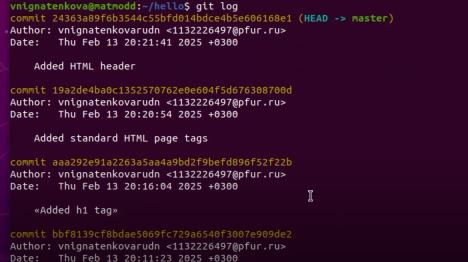 vnignatenkova@matmodd:~/hello$ git log
commit 24363a89f6b3544c55bfd014bdce4b5e606168e1 (HEAD -> master)
Author: vnignatenkovarudn <1132226497@pfur.ru>
Date:   Thu Feb 13 20:21:41 2025 +0300
Added HTML header
commit 19a2de4ba0c1352570762e0e604f5d676308700d
Author: vnignatenkovarudn <1132226497@pfur.ru>
Date:   Thu Feb 13 20:20:54 2025 +0300
Added standard HTML page tags
commit aaa292e91a2263a5aa4a9bd2f9befd896f52f22b
Author: vnignatenkovarudn <1132226497@pfur.ru>
Date:   Thu Feb 13 20:16:04 2025 +0300
«Added h1 tag»
commit bbf8139cf8bdae5069fc729a6540f3007e909de2
Author: vnignatenkovarudn <1132226497@pfur.ru>
Date:   Thu Feb 13 20:11:23 2025 +0300